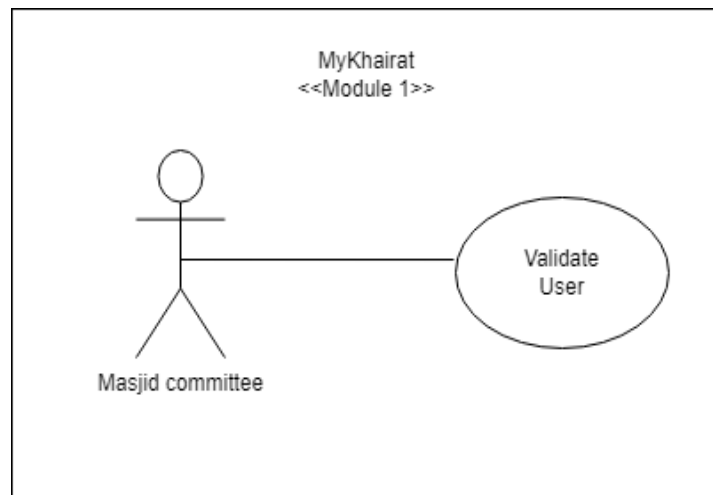 MyKhairat
<<Module 1>>
Validate
User
Masjid committee